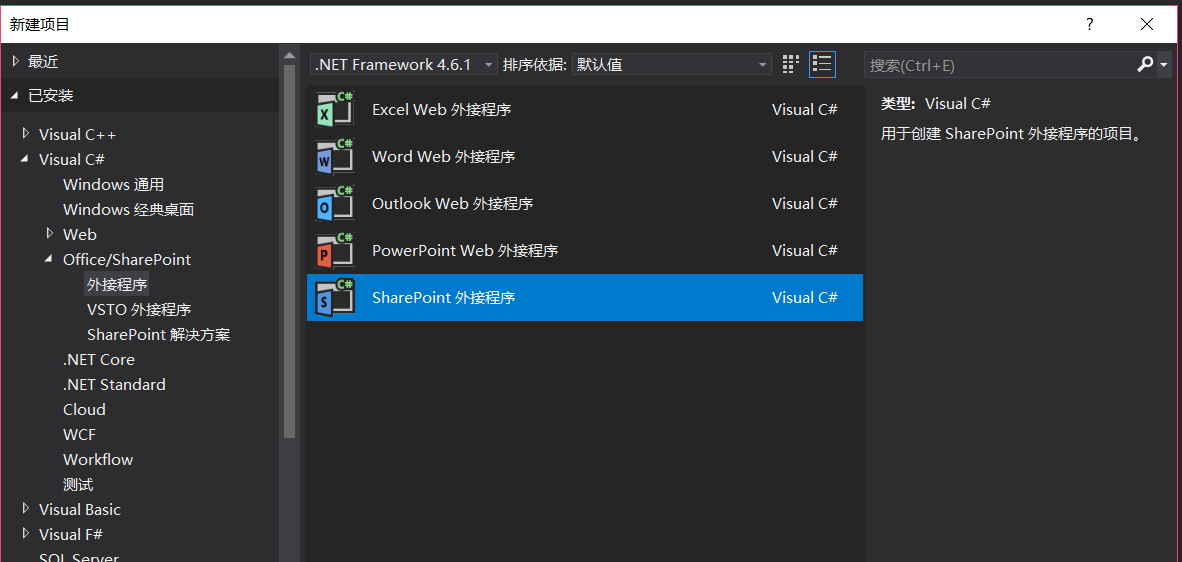 新建项目
?
最近
已安装
Visual C++
Visual C#
Windows 通用
Windows 经典桌面
Web
Office/SharePoint
外接程序
VSTO 外接程序
SharePoint 解决方案
.NET Core
.NET Standard
Cloud
WCF
Workflow
测试
Visual Basic
Visual F#
SQL Server
.NET Framework 4.6.1 排序依据: 默认值
Excel Web 外接程序 Visual C#
Word Web 外接程序 Visual C#
Outlook Web 外接程序 Visual C#
PowerPoint Web 外接程序 Visual C#
SharePoint 外接程序 Visual C#
搜索(Ctrl+E)
类型: Visual C#
用于创建 SharePoint 外接程序的项目。